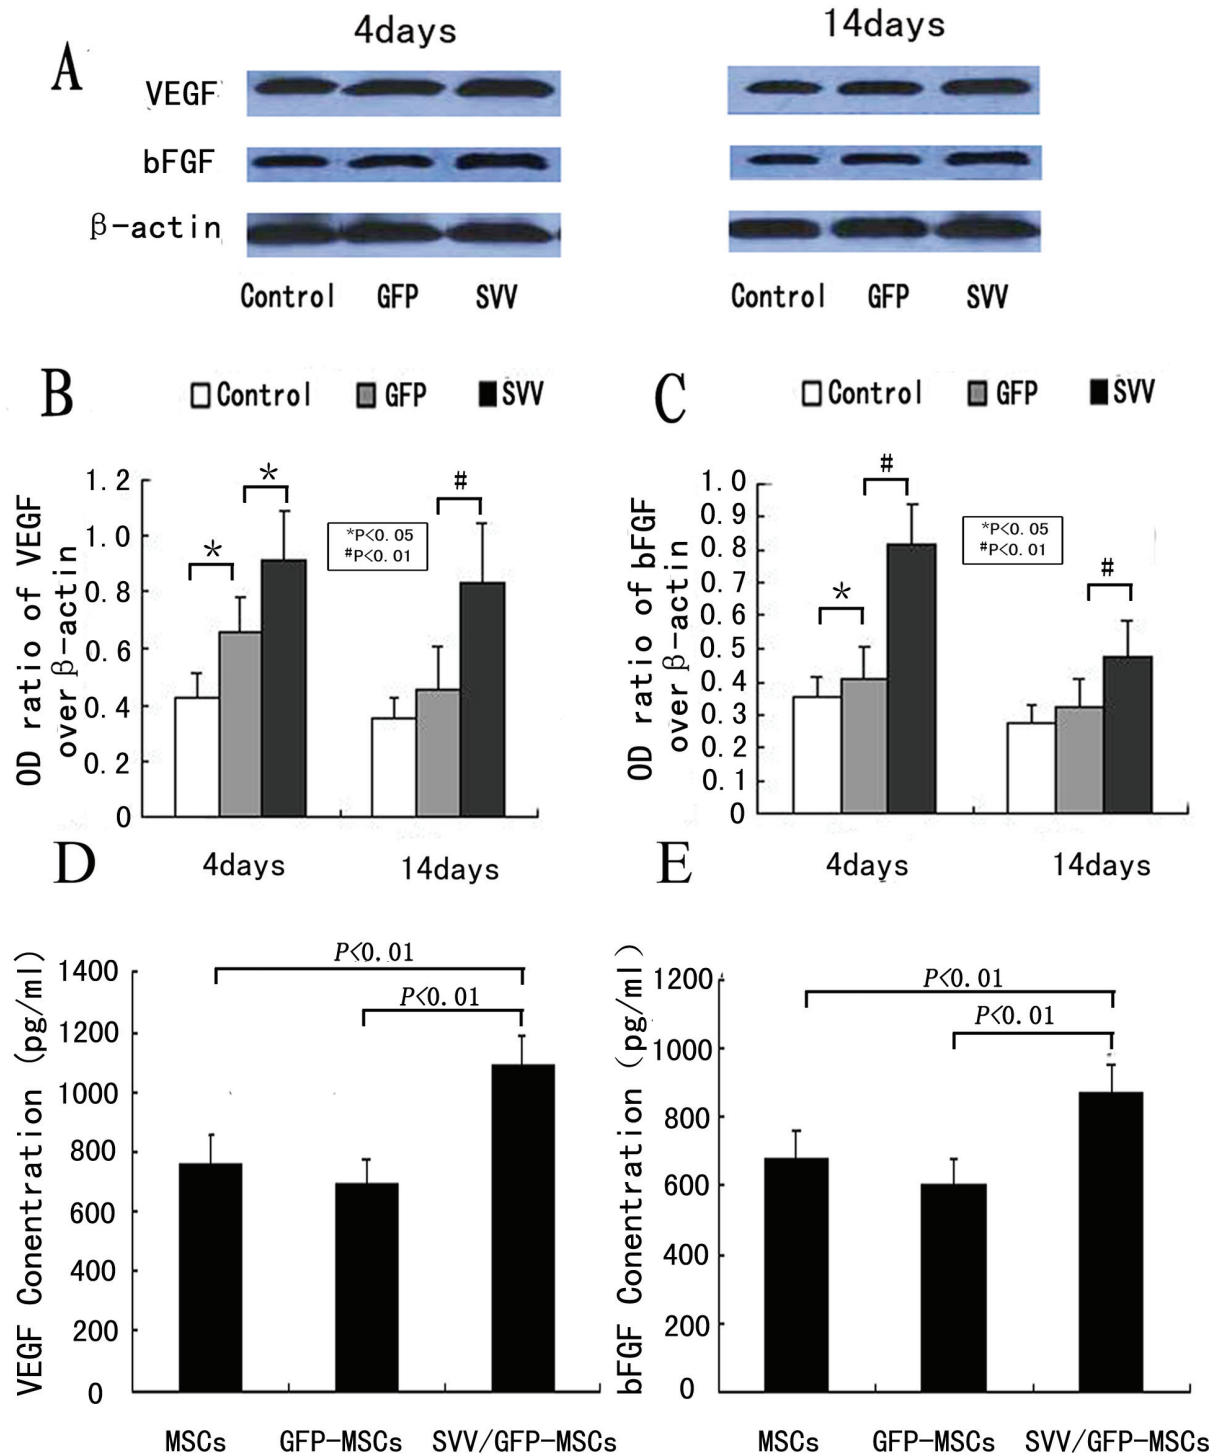 A
4days
14days
VEGF
bFGF
β-actin
Control GFP SVV
Control GFP SVV
B
Control GFP SVV
OD ratio of VEGF
over β-actin
1.2
1.0
0.8
0.6
0.4
0.2
0
*
*
#
*P<0.05
#P<0.01
4days
14days
C
Control GFP SVV
OD ratio of bFGF
over β-actin
1.0
0.9
0.8
0.7
0.6
0.5
0.4
0.3
0.2
0.1
0
*
#
#
*P<0.05
#P<0.01
4days
14days
D
VEGF Conentration (pg/ml)
1400
1200
1000
800
600
400
200
0
P<0.01
P<0.01
MSCs GFP-MSCs SVV/GFP-MSCs
E
bFGF Conentration (pg/ml)
1200
1000
800
600
400
200
0
P<0.01
P<0.01
MSCs GFP-MSCs SVV/GFP-MSCs